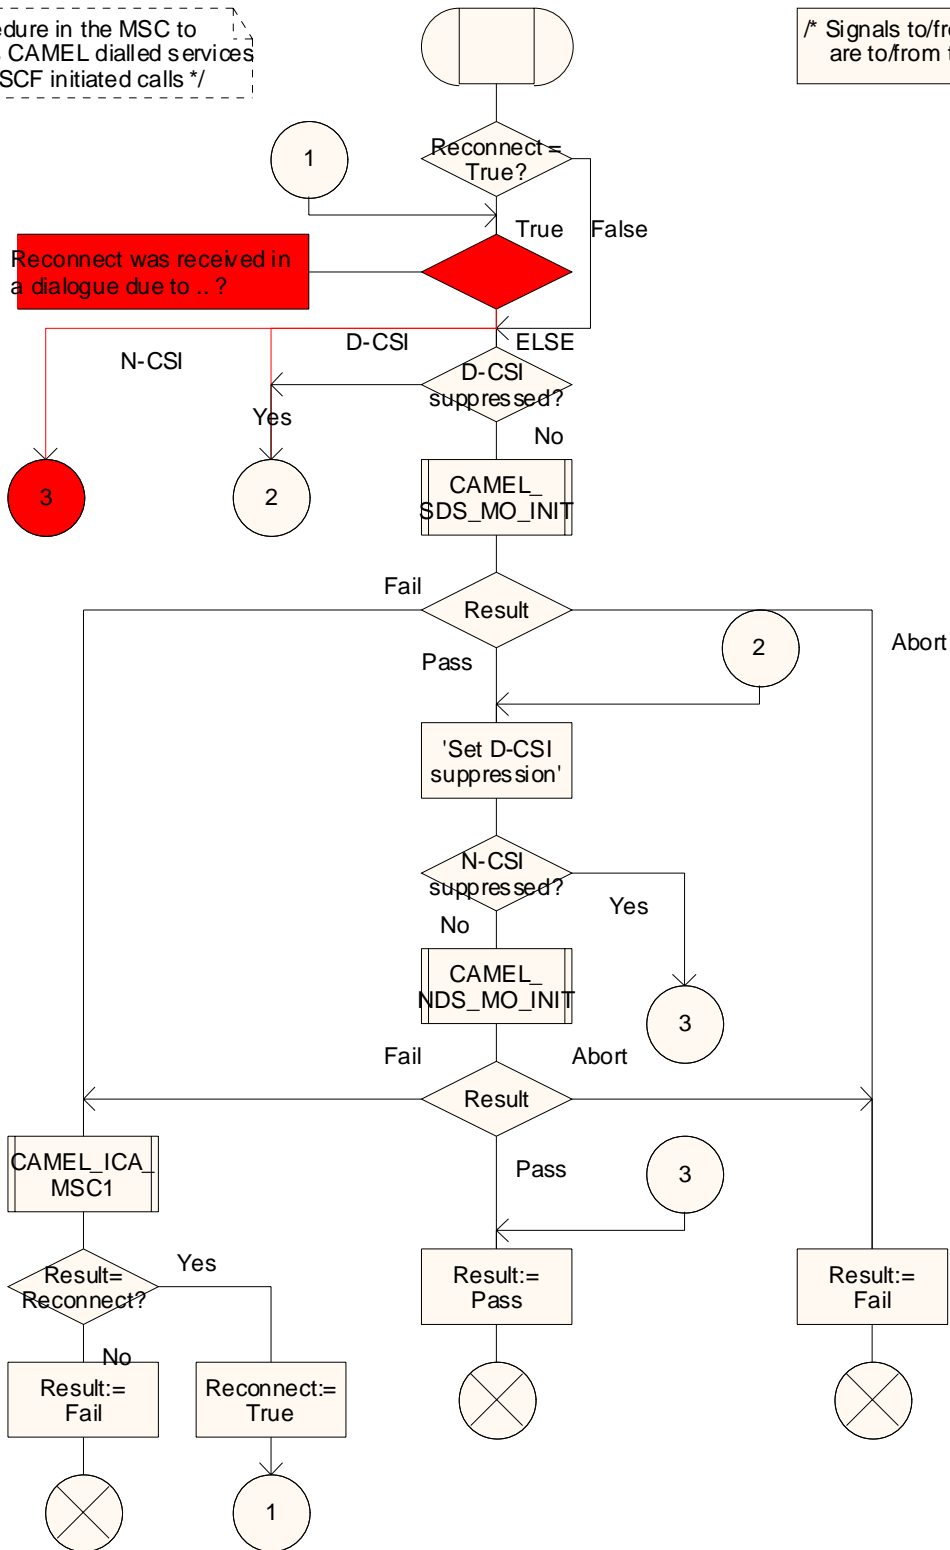 edure in the MSC to
s CAMEL dialled services
SCF initiated calls */
/* Signals to/fro
are to/from t
Reconnect =
True?
1
True
False
Reconnect was received in
a dialogue due to .. ?
N-CSI
D-CSI
ELSE
D-CSI
suppressed?
Yes
No
3
2
CAMEL_
SDS_MO_INIT
Fail
Result
Abort
Pass
2
'Set D-CSI
suppression'
N-CSI
suppressed?
Yes
No
CAMEL_
NDS_MO_INIT
3
Fail
Abort
Result
CAMEL_ICA_
MSC1
Pass
3
Result=
Reconnect?
Yes
Result:=
Pass
Result:=
Fail
No
Result:=
Fail
Reconnect:=
True
1